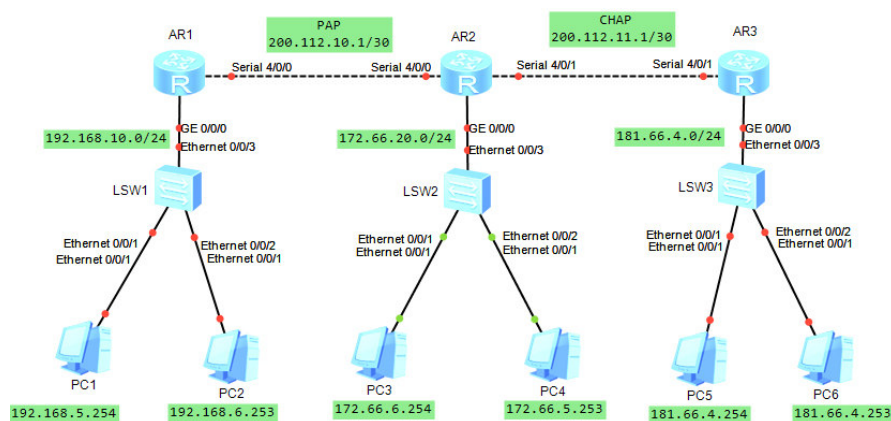 PAP
200.112.10.1/30
CHAP
200.112.11.1/30
AR1
AR2
AR3
Serial 4/0/0
Serial 4/0/0
Serial 4/0/1
Serial 4/0/1
R
R
R
192.168.10.0/24
GE 0/0/0
Ethernet 0/0/3
172.66.20.0/24
GE 0/0/0
Ethernet 0/0/3
181.66.4.0/24
GE 0/0/0
Ethernet 0/0/3
LSW1
LSW2
LSW3
Ethernet 0/0/1
Ethernet 0/0/1
Ethernet 0/0/2
Ethernet 0/0/1
Ethernet 0/0/1
Ethernet 0/0/1
Ethernet 0/0/2
Ethernet 0/0/1
Ethernet 0/0/1
Ethernet 0/0/1
Ethernet 0/0/2
Ethernet 0/0/1
PC1
PC2
PC3
PC4
PC5
PC6
192.168.5.254
192.168.6.253
172.66.6.254
172.66.5.253
181.66.4.254
181.66.4.253